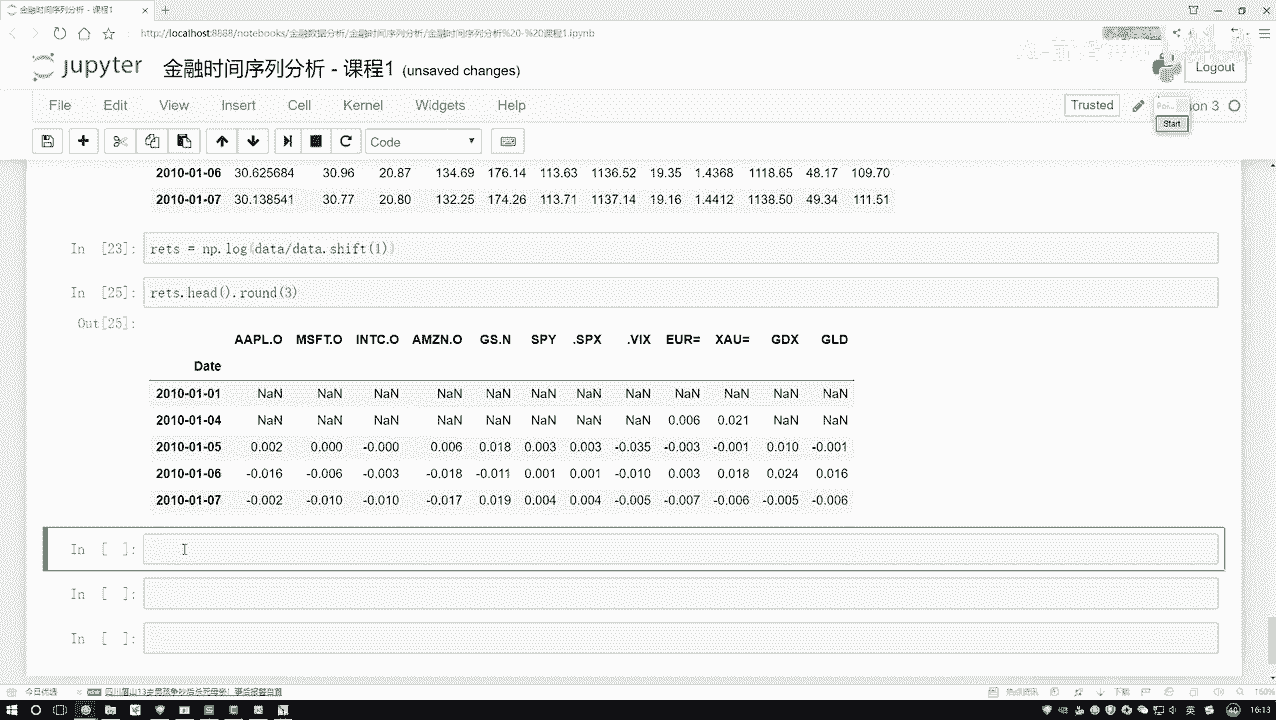 金融时间序列分析 - 课程1
http://localhost:8888/notebooks/金融数据分析/金融时间序列分析/金融时间序列分析%20-%20课程1.ipynb
jupyter 金融时间序列分析 - 课程1 (unsaved changes)
Logout
File Edit View Insert Cell Kernel Widgets Help
Trusted
on 3
Start
Code
2010-01-06 30.625684 30.96 20.87 134.69 176.14 113.63 1136.52 19.35 1.4368 1118.65 48.17 109.70
2010-01-07 30.138541 30.77 20.80 132.25 174.26 113.71 1137.14 19.16 1.4412 1138.50 49.34 111.51
In [23]: rets = np.log(data/data.shift(1))
In [25]: rets.head().round(3)
Out[25]:
AAPL.O MSFT.O INTC.O AMZN.O GS.N SPY .SPX .VIX EUR= XAU= GDX GLD
Date
2010-01-01 NaN NaN NaN NaN NaN NaN NaN NaN NaN NaN NaN NaN
2010-01-04 NaN NaN NaN NaN NaN NaN NaN NaN 0.006 0.021 NaN NaN
2010-01-05 0.002 0.000 -0.000 0.006 0.018 0.003 0.003 -0.035 -0.003 -0.001 0.010 -0.001
2010-01-06 -0.016 -0.006 -0.003 -0.018 -0.011 0.001 0.001 -0.010 0.003 0.018 0.024 0.016
2010-01-07 -0.002 -0.010 -0.010 -0.017 0.019 0.004 0.004 -0.005 -0.007 -0.006 -0.005 -0.006
In [ ]:
In [ ]:
In [ ]:
今日优选
160%
英
16:13